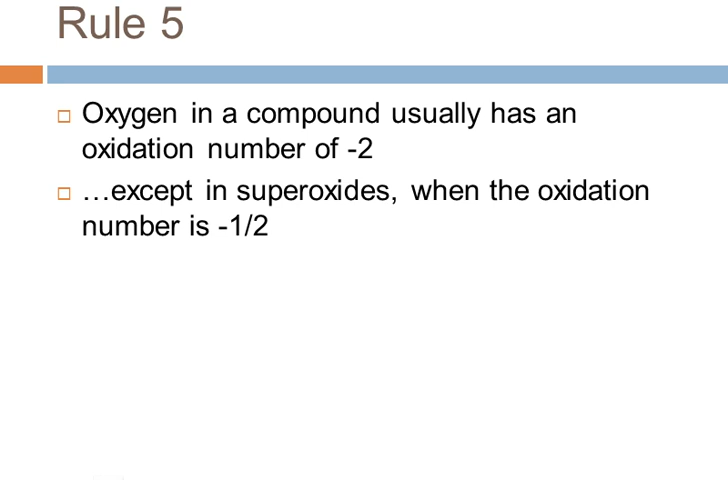 Rule 5
Oxygen in a compound usually has an
oxidation number of -2
…except in superoxides, when the oxidation
number is -1/2